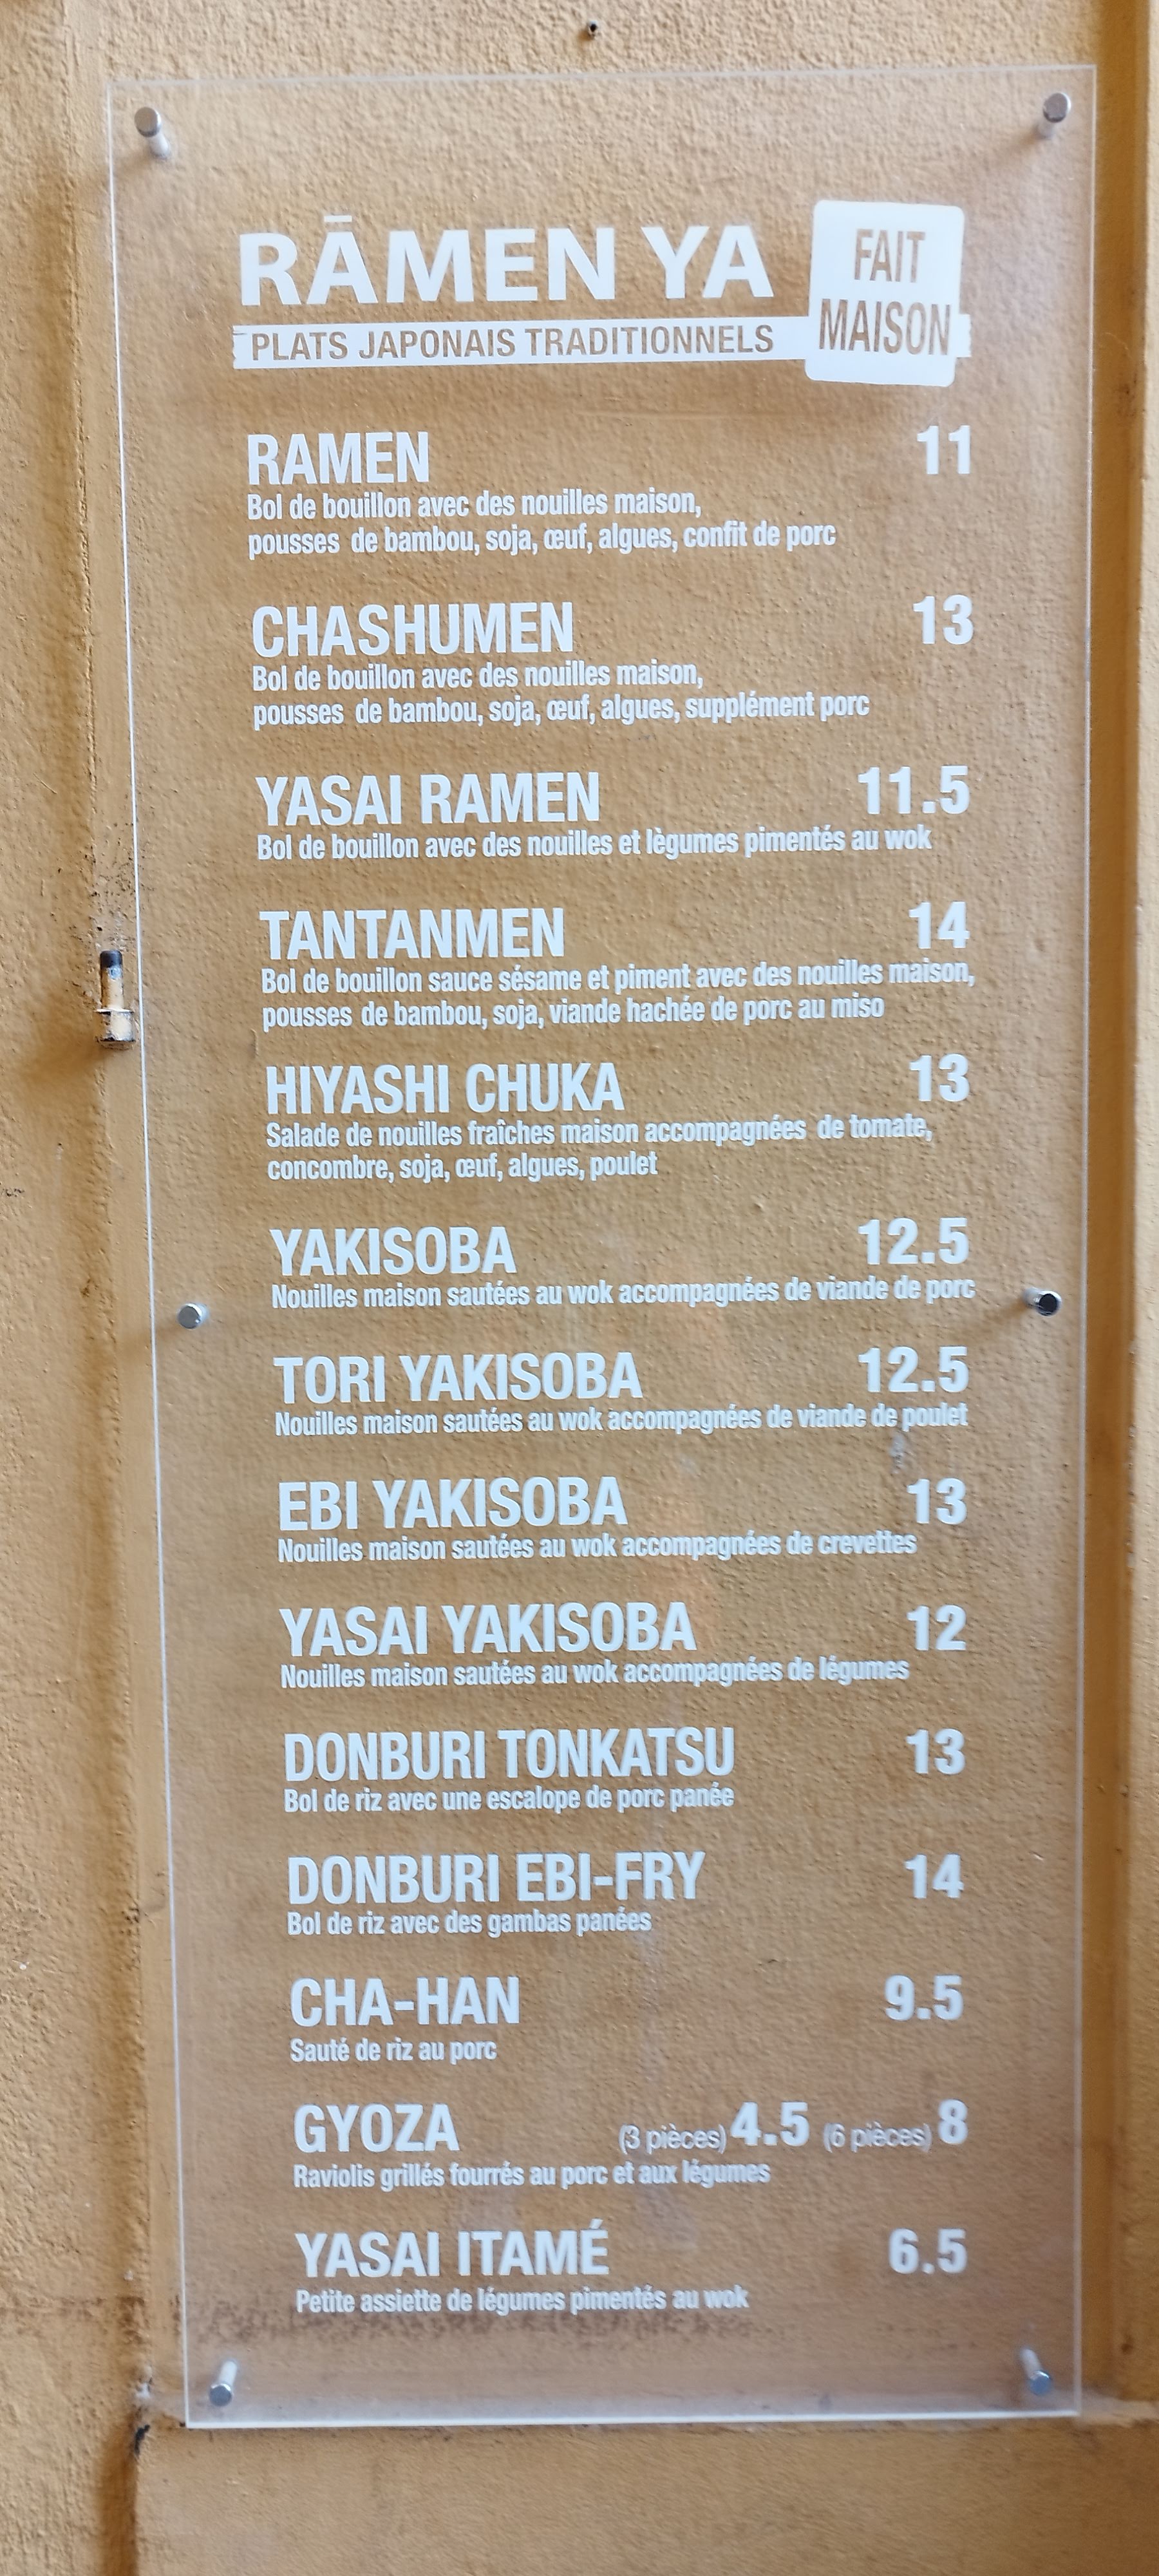 RĀMEN YA
FAIT
MAISON
PLATS JAPONAIS TRADITIONNELS
RAMEN 11
Bol de bouillon avec des nouilles maison,
pousses de bambou, soja, œuf, algues, confit de porc
CHASHUMEN 13
Bol de bouillon avec des nouilles maison,
pousses de bambou, soja, œuf, algues, supplément porc
YASAI RAMEN 11.5
Bol de bouillon avec des nouilles et lègumes pimentés au wok
TANTANMEN 14
Bol de bouillon sauce sésame et piment avec des nouilles maison,
pousses de bambou, soja, viande hachée de porc au miso
HIYASHI CHUKA 13
Salade de nouilles fraîches maison accompagnées de tomate,
concombre, soja, œuf, algues, poulet
YAKISOBA 12.5
Nouilles maison sautées au wok accompagnées de viande de porc
TORI YAKISOBA 12.5
Nouilles maison sautées au wok accompagnées de viande de poulet
EBI YAKISOBA 13
Nouilles maison sautées au wok accompagnées de crevettes
YASAI YAKISOBA 12
Nouilles maison sautées au wok accompagnées de légumes
DONBURI TONKATSU 13
Bol de riz avec une escalope de porc panée
DONBURI EBI-FRY 14
Bol de riz avec des gambas panées
CHA-HAN 9.5
Sauté de riz au porc
GYOZA (3 pièces) 4.5 (6 pièces) 8
Raviolis grillés fourrés au porc et aux légumes
YASAI ITAMÉ 6.5
Petite assiette de légumes pimentés au wok